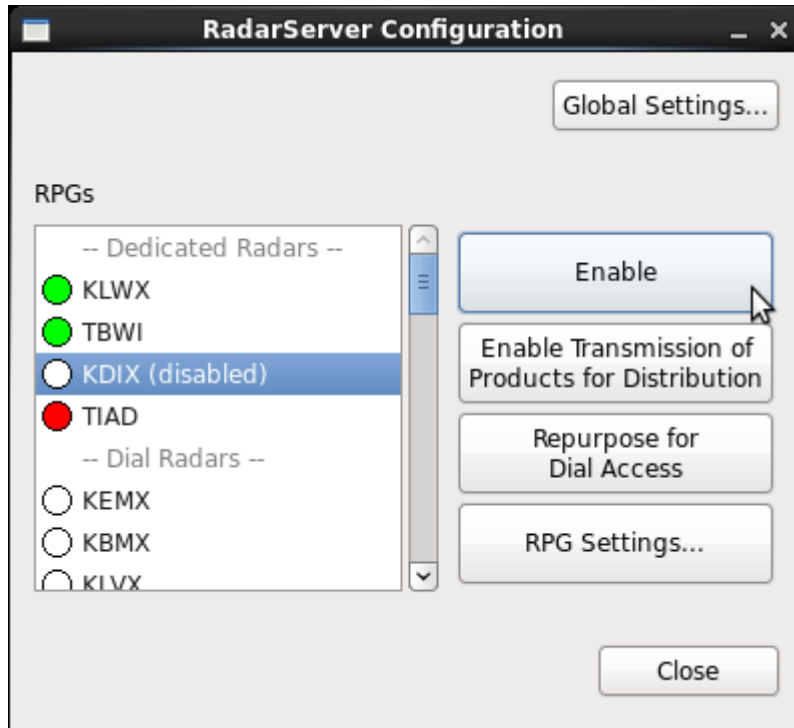 RadarServer Configuration
Global Settings...
RPGs
-- Dedicated Radars --
KLWX
TBWI
KDIX (disabled)
TIAD
-- Dial Radars --
KEMX
KBMX
KLVX
Enable
Enable Transmission of
Products for Distribution
Repurpose for
Dial Access
RPG Settings...
Close